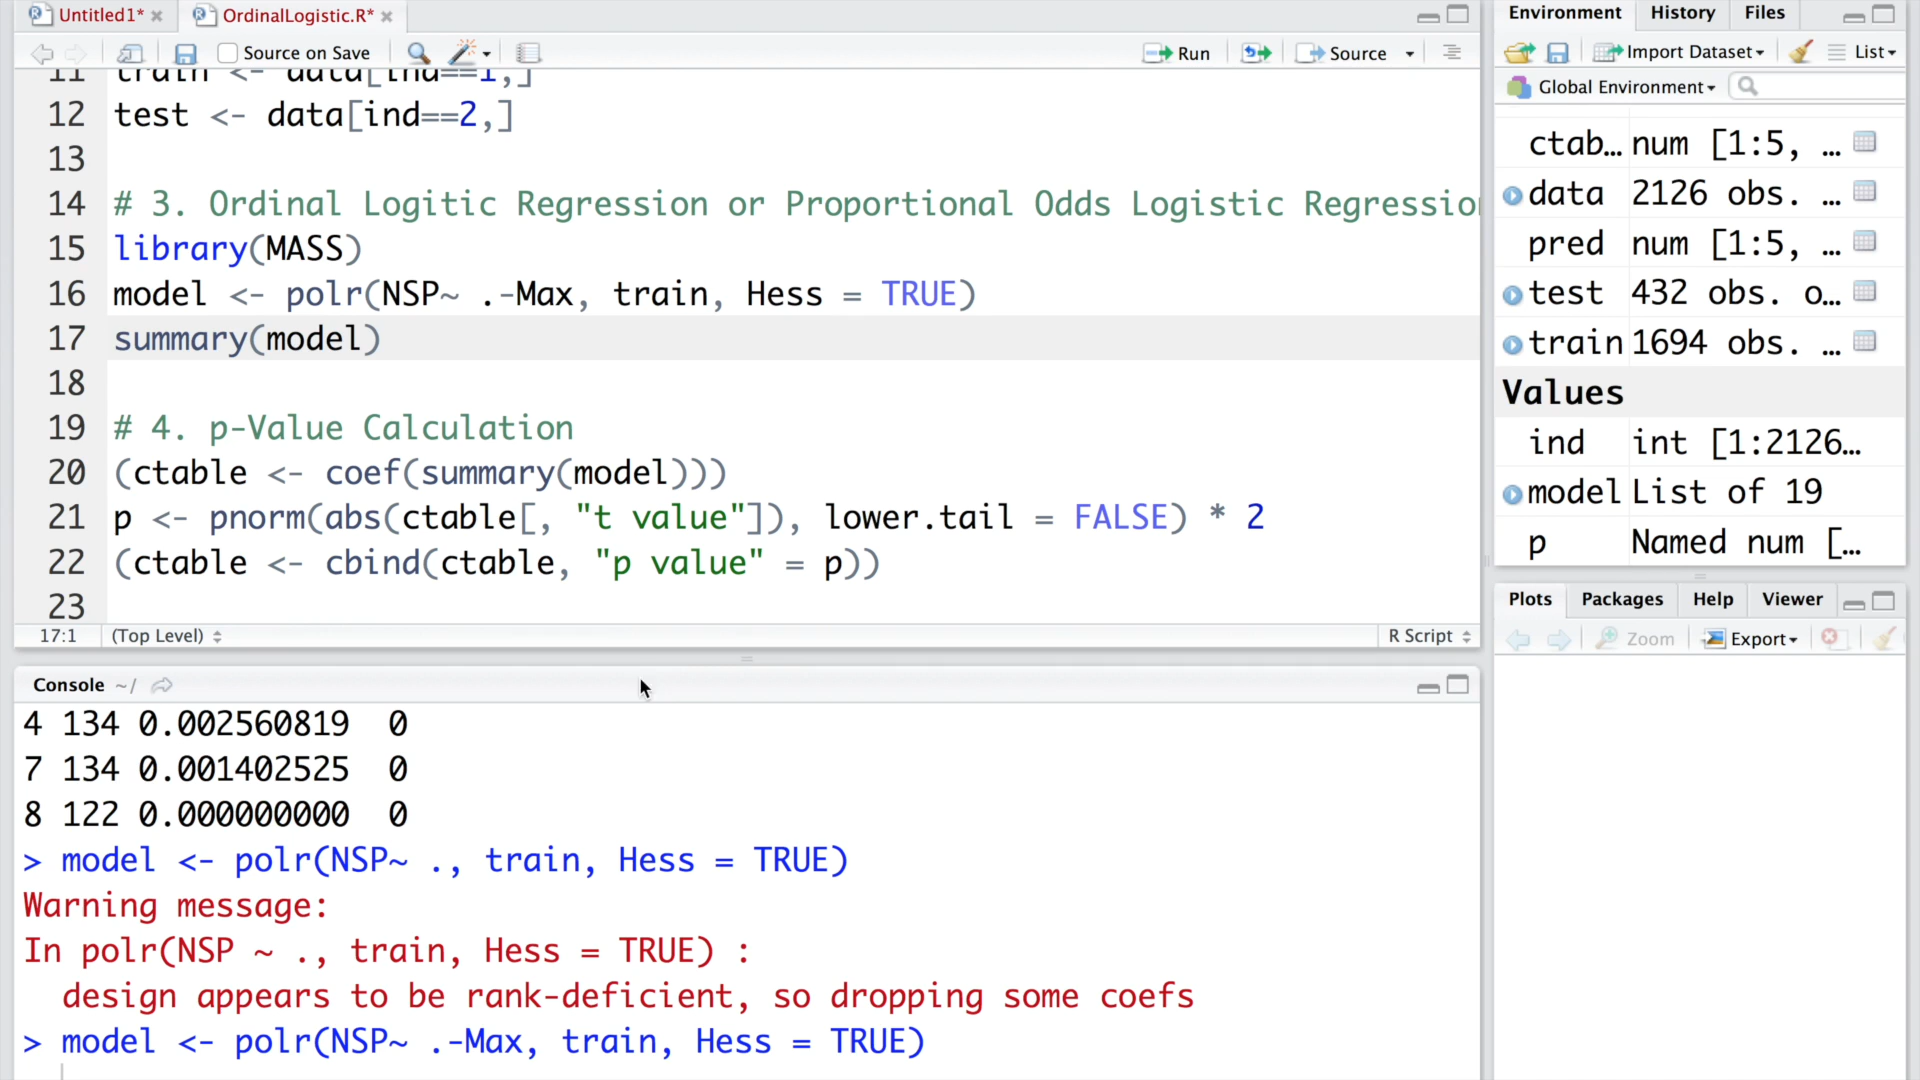 Untitled1*
OrdinalLogistic.R*
Source on Save
Run
Source
11 train <- data[ind==1,]
12 test <- data[ind==2,]
13
14 # 3. Ordinal Logitic Regression or Proportional Odds Logistic Regressio
15 library(MASS)
16 model <- polr(NSP~ .-Max, train, Hess = TRUE)
17 summary(model)
18
19 # 4. p-Value Calculation
20 (ctable <- coef(summary(model)))
21 p <- pnorm(abs(ctable[, "t value"]), lower.tail = FALSE) * 2
22 (ctable <- cbind(ctable, "p value" = p))
23
17:1 (Top Level) R Script
Console ~/
4 134 0.002560819 0
7 134 0.001402525 0
8 122 0.000000000 0
> model <- polr(NSP~ ., train, Hess = TRUE)
Warning message:
In polr(NSP ~ ., train, Hess = TRUE) :
design appears to be rank-deficient, so dropping some coefs
> model <- polr(NSP~ .-Max, train, Hess = TRUE)
Environment History Files
Import Dataset List
Global Environment
ctab… num [1:5, …
data 2126 obs. …
pred num [1:5, …
test 432 obs. o…
train 1694 obs. …
Values
ind int [1:2126…
model List of 19
p Named num […
Plots Packages Help Viewer
Zoom Export